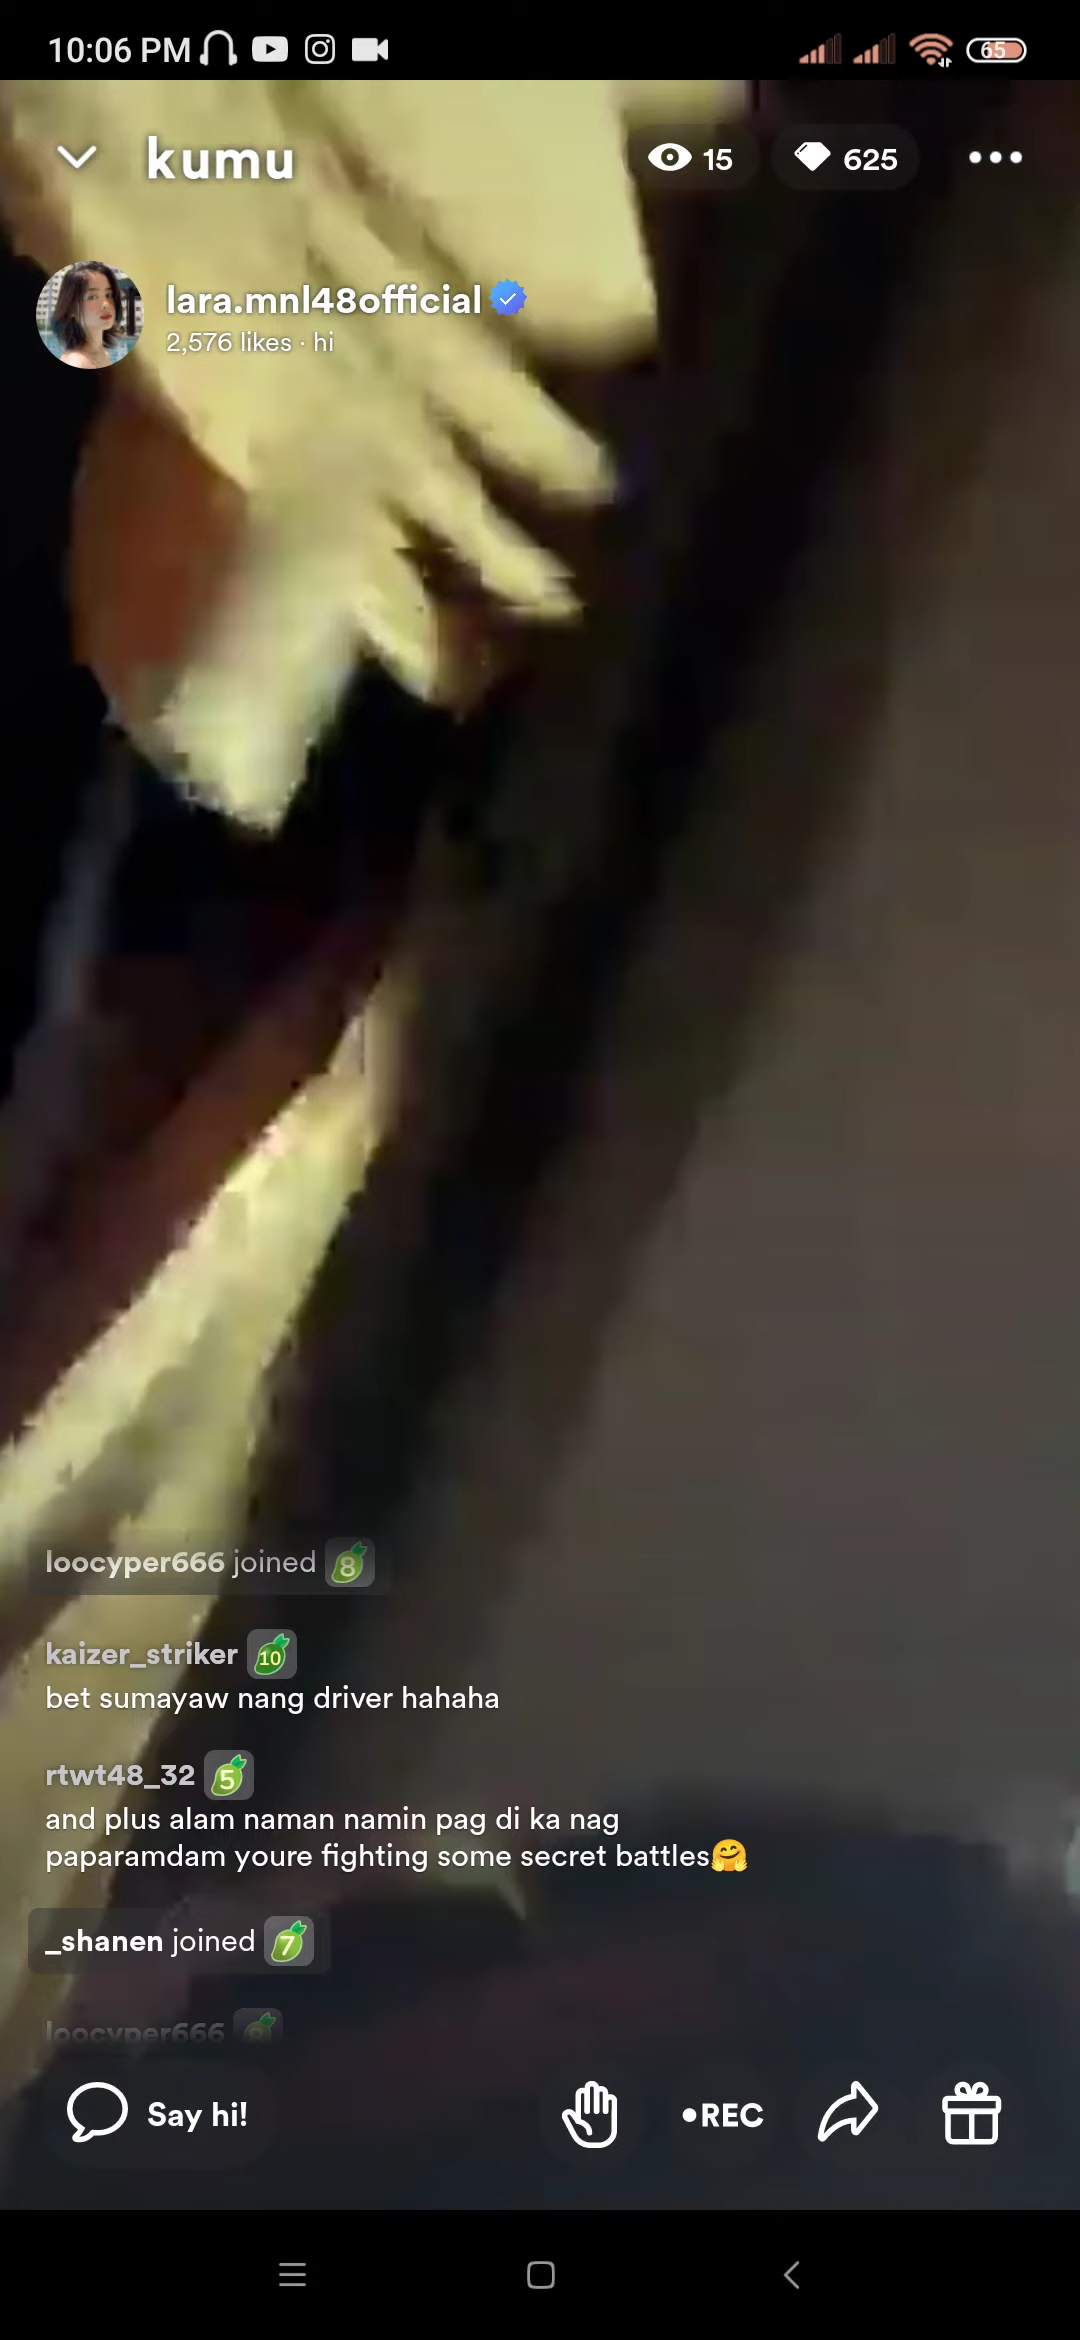 10:06 PM
65
kumu
15
625
lara.mnl48official
2,576 likes · hi
loocyper666 joined 8
kaizer_striker 10
bet sumayaw nang driver hahaha
rtwt48_32 5
and plus alam naman namin pag di ka nag
paparamdam youre fighting some secret battles🤗
_shanen joined 7
loocyper666 8
Say hi!
•REC